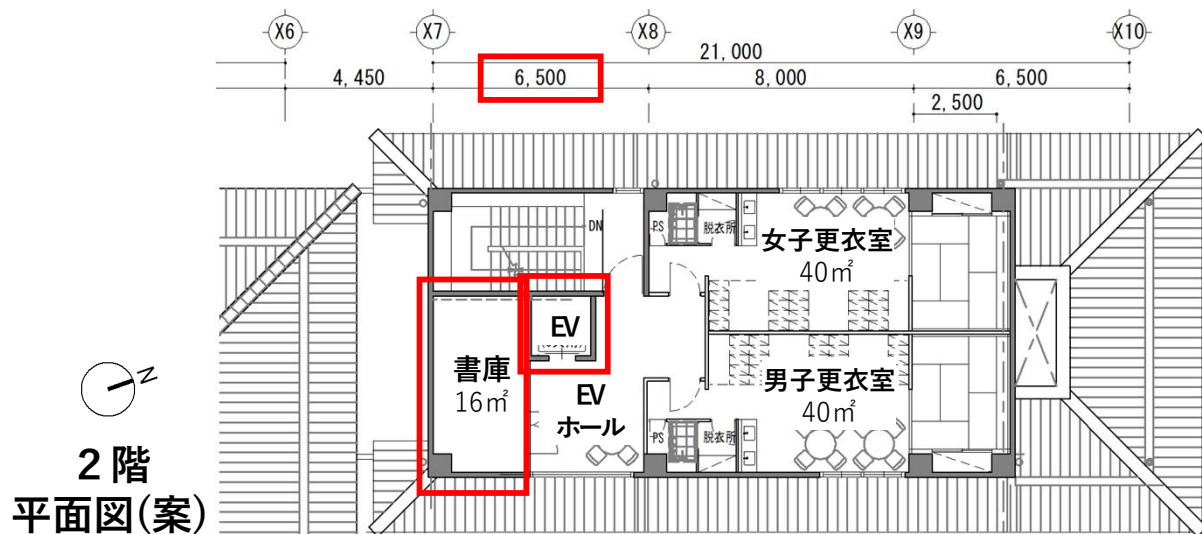 X6
X7
X8
X9
X10
21,000
4,450
6,500
8,000
6,500
2,500
DN
PS
脱衣所
女子更衣室
40㎡
EV
書庫
16㎡
EV
ホール
男子更衣室
40㎡
PS
脱衣所
N
2階
平面図(案)